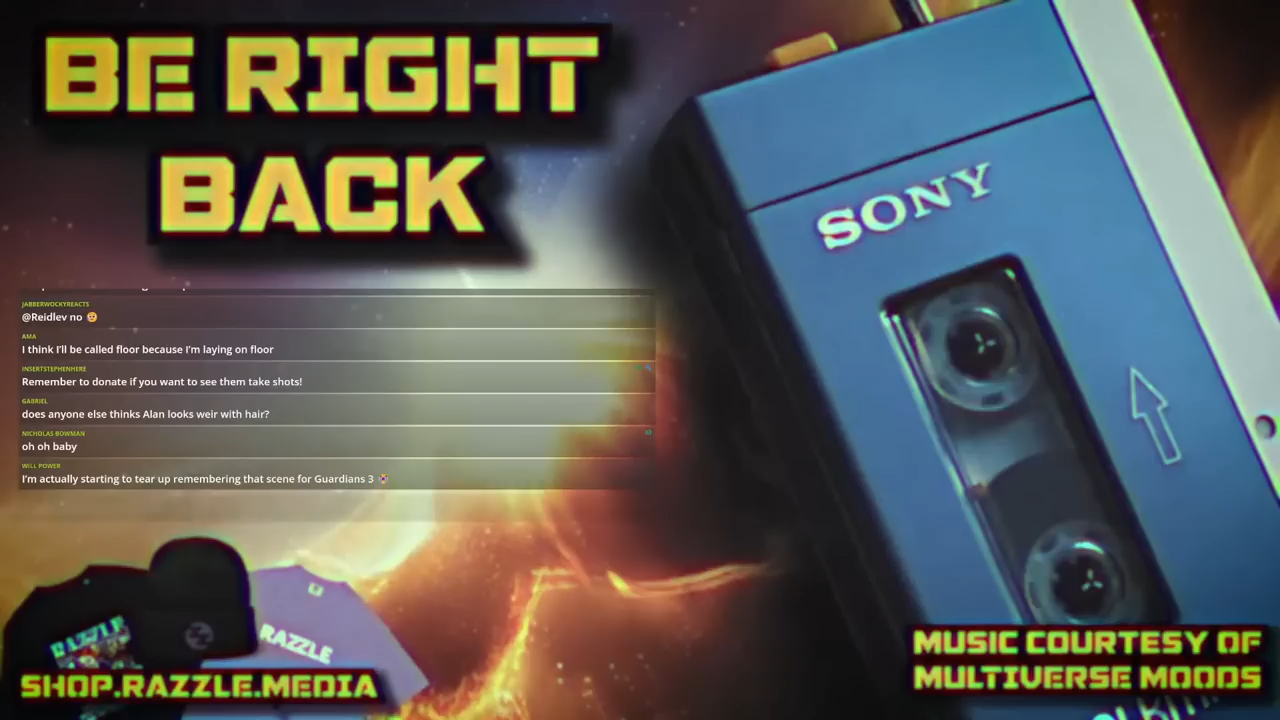 BE RIGHT
BACK
SONY
JABBERWOCKYREACTS
@Reidlev no
AMA
I think I'll be called floor because I'm laying on floor
INSERTSTEPHENHERE
Remember to donate if you want to see them take shots!
GABRIEL
does anyone else thinks Alan looks weir with hair?
NICHOLAS BOWMAN
oh oh baby
WILL POWER
I'm actually starting to tear up remembering that scene for Guardians 3
RAZZLE
RAZZLE
SHOP.RAZZLE.MEDIA
MUSIC COURTESY OF
MULTIVERSE MOODS